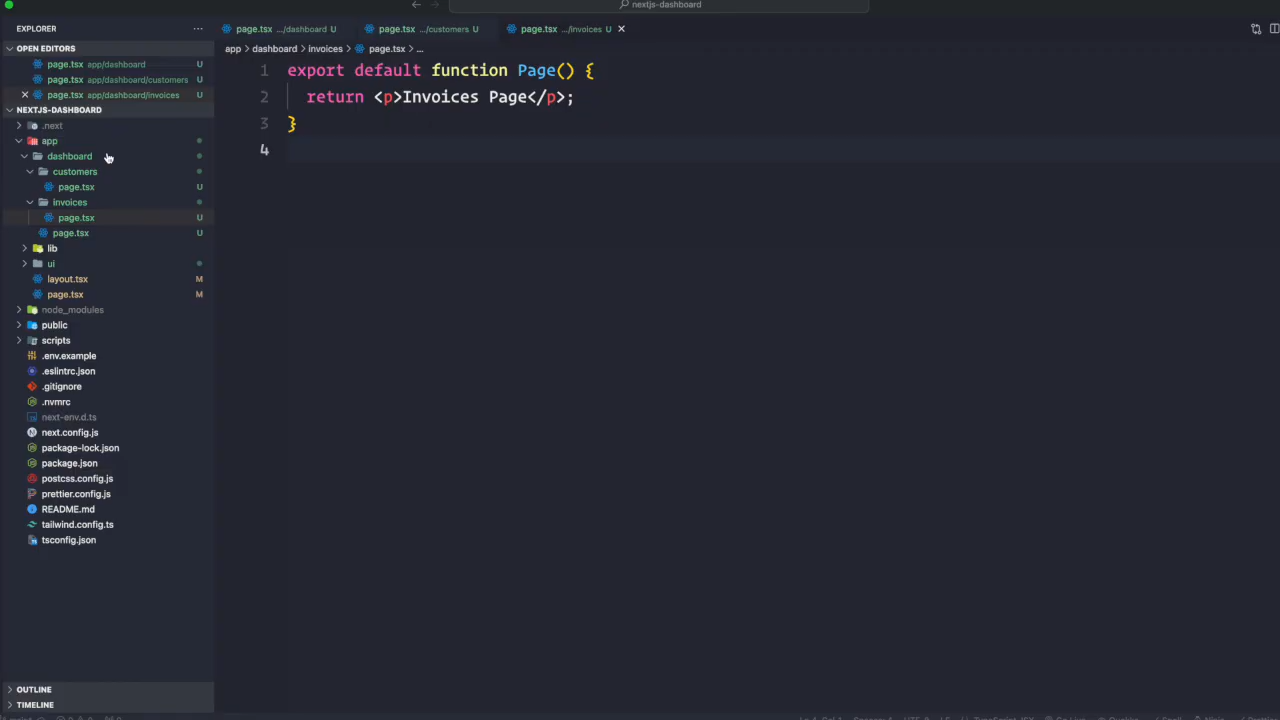 nextjs-dashboard
EXPLORER
page.tsx .../dashboard U
page.tsx .../customers U
page.tsx .../invoices U
OPEN EDITORS
page.tsx app/dashboard U
page.tsx app/dashboard/customers U
page.tsx app/dashboard/invoices U
NEXTJS-DASHBOARD
.next
app
dashboard
customers
page.tsx U
invoices
page.tsx U
page.tsx U
lib
ui
layout.tsx M
page.tsx M
node_modules
public
scripts
.env.example
.eslintrc.json
.gitignore
.nvmrc
next-env.d.ts
next.config.js
package-lock.json
package.json
postcss.config.js
prettier.config.js
README.md
tailwind.config.ts
tsconfig.json
OUTLINE
TIMELINE
app > dashboard > invoices > page.tsx > ...
1 export default function Page() {
2 return <p>Invoices Page</p>;
3 }
4